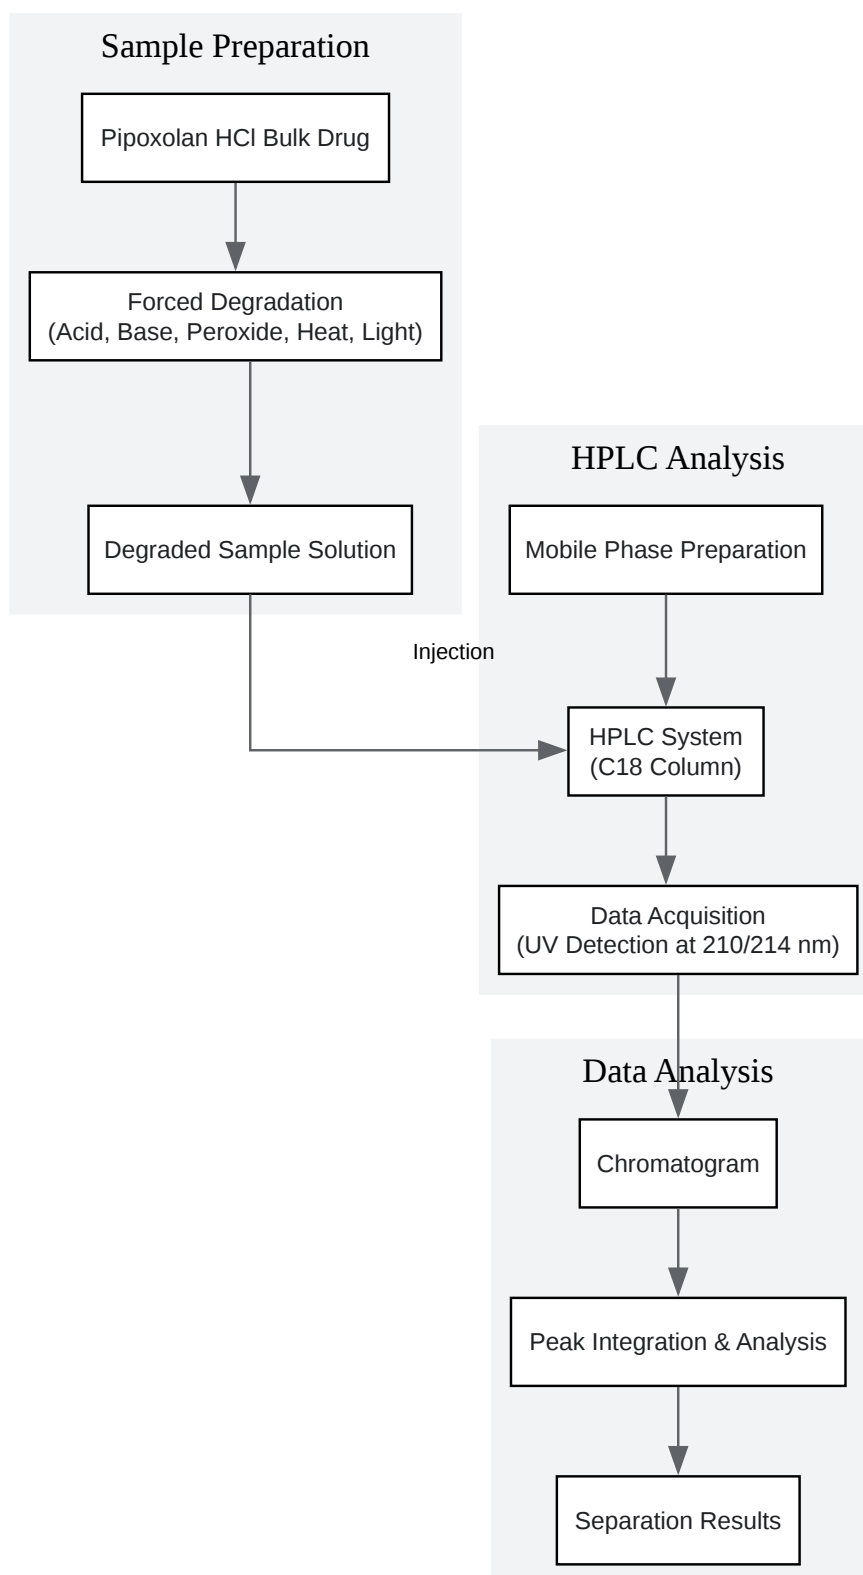 Sample Preparation
Pipoxolan HCl Bulk Drug
Forced Degradation
(Acid, Base, Peroxide, Heat, Light)
Degraded Sample Solution
HPLC Analysis
Mobile Phase Preparation
Injection
HPLC System
(C18 Column)
Data Acquisition
(UV Detection at 210/214 nm)
Data Analysis
Chromatogram
Peak Integration & Analysis
Separation Results